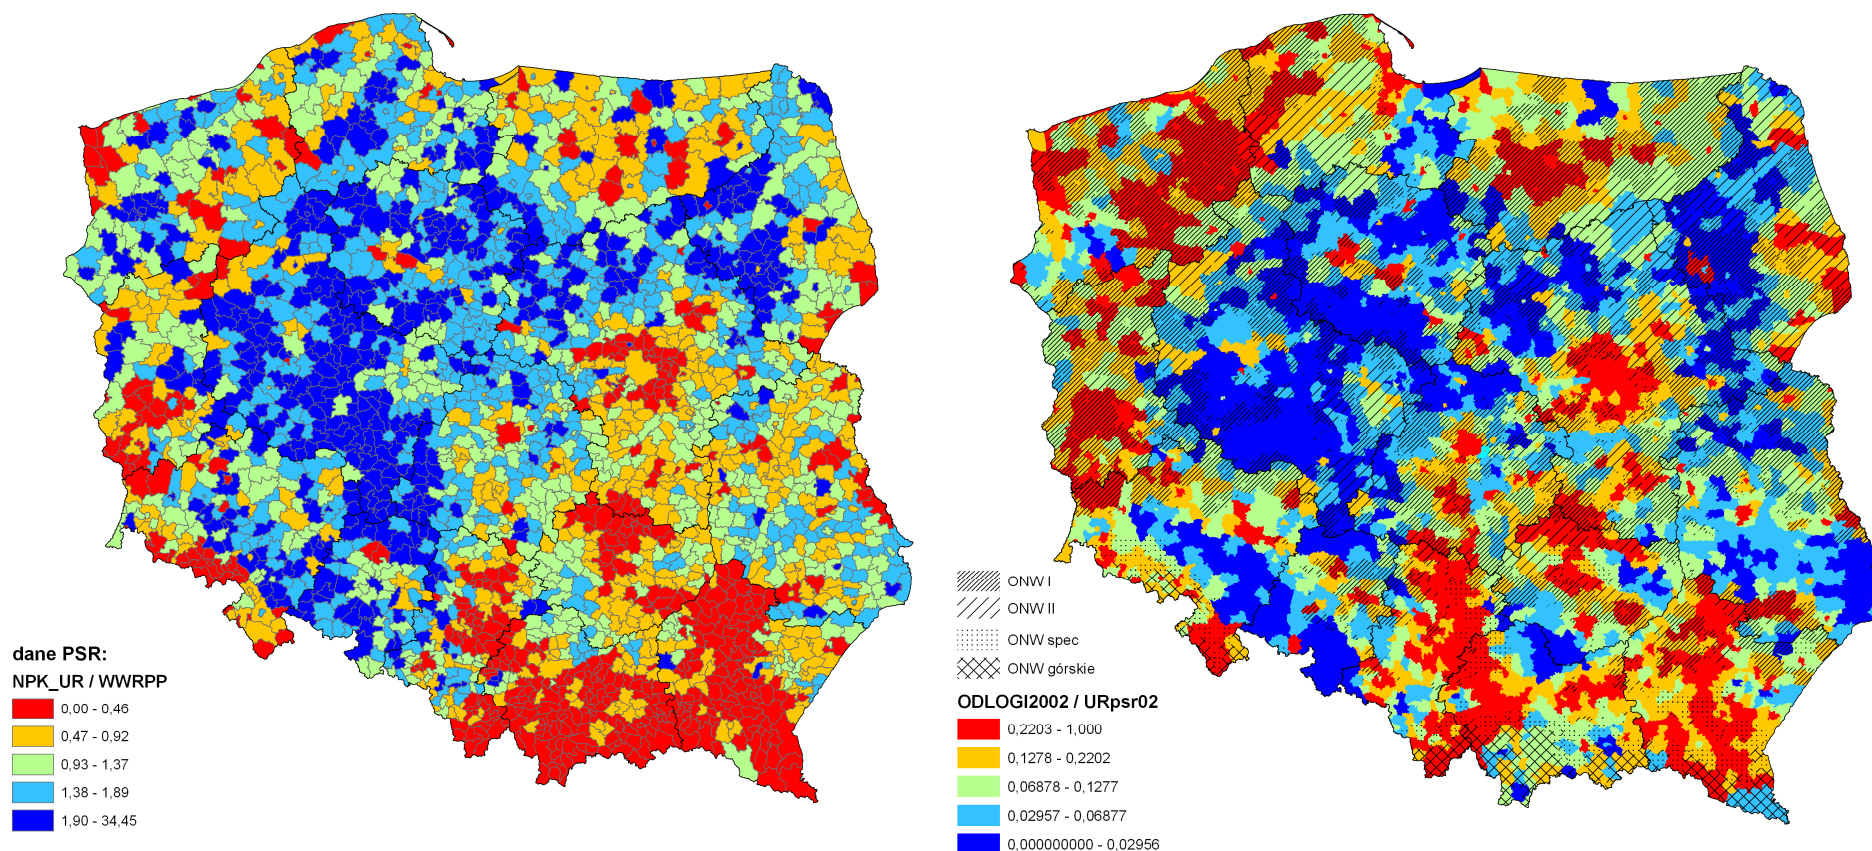 dane PSR:
NPK_UR / WWRPP
0,00 - 0,46
0,47 - 0,92
0,93 - 1,37
1,38 - 1,89
1,90 - 34,45
ONW I
ONW II
ONW spec
ONW górskie
ODLOGI2002 / URpsr02
0,2203 - 1,000
0,1278 - 0,2202
0,06878 - 0,1277
0,02957 - 0,06877
0,000000000 - 0,02956